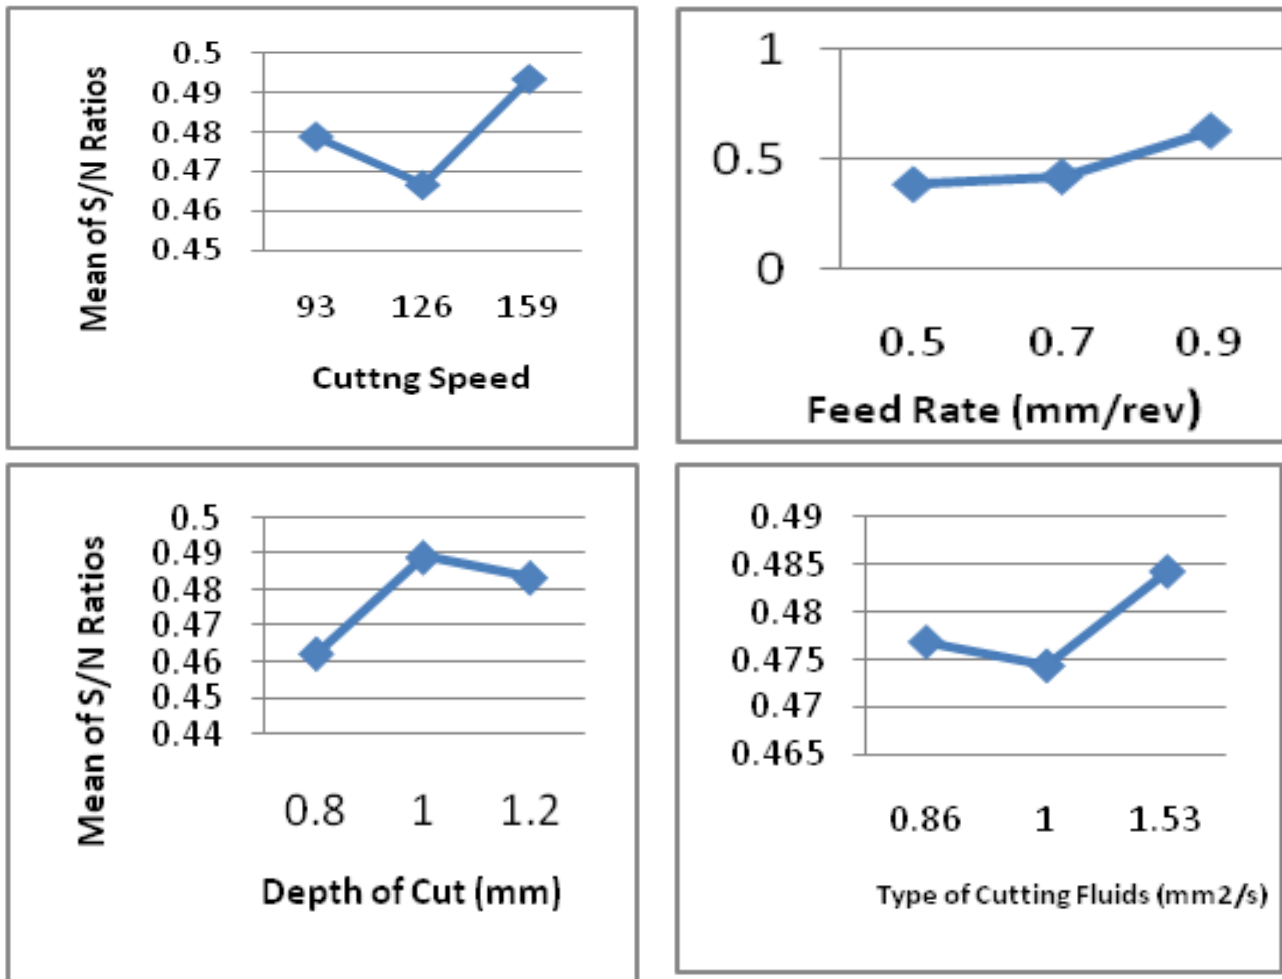 Mean of S/N Ratios
0.5
0.49
0.48
0.47
0.46
0.45
93 126 159
Cuttng Speed
1
0.5
0
0.5 0.7 0.9
Feed Rate (mm/rev)
Mean of S/N Ratios
0.5
0.49
0.48
0.47
0.46
0.45
0.44
0.8 1 1.2
Depth of Cut (mm)
0.49
0.485
0.48
0.475
0.47
0.465
0.86 1 1.53
Type of Cutting Fluids (mm2/s)